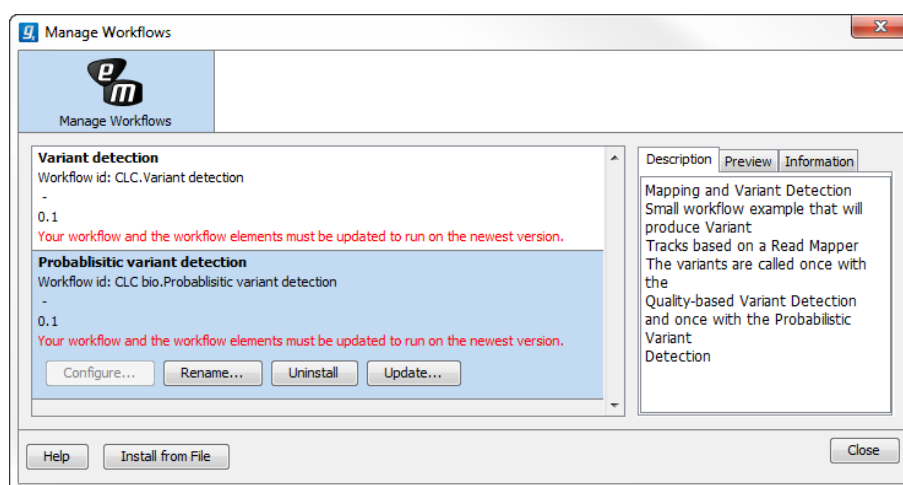 Manage Workflows
Manage Workflows
Variant detection
Workflow id: CLC.Variant detection
-
0.1
Your workflow and the workflow elements must be updated to run on the newest version.
Probablisitic variant detection
Workflow id: CLC bio.Probablisitic variant detection
-
0.1
Your workflow and the workflow elements must be updated to run on the newest version.
Configure... Rename... Uninstall Update...
Description Preview Information
Mapping and Variant Detection
Small workflow example that will
produce Variant
Tracks based on a Read Mapper
The variants are called once with
the
Quality-based Variant Detection
and once with the Probabilistic
Variant
Detection
Help Install from File Close